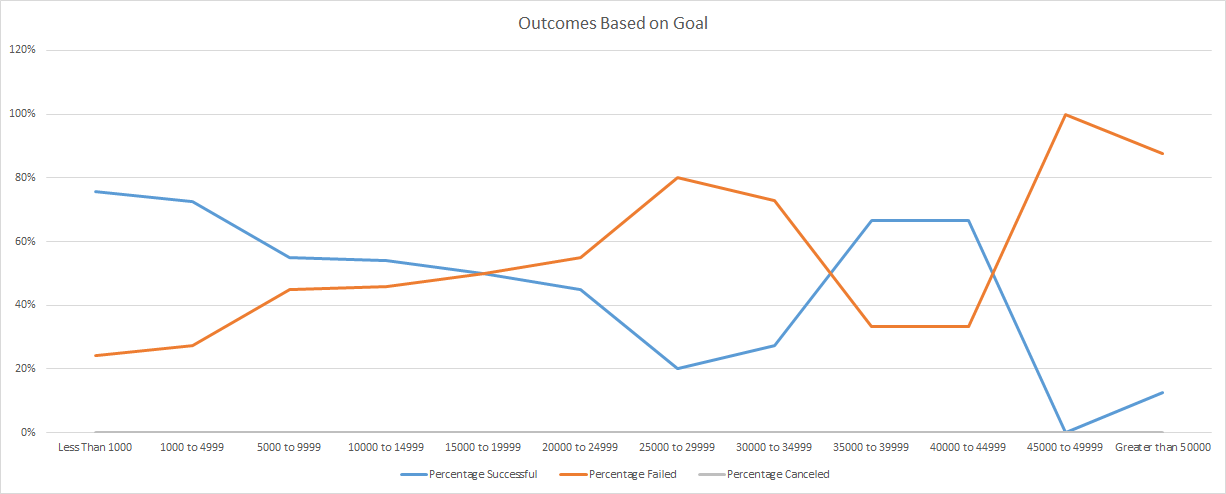 Outcomes Based on Goal
120%
100%
80%
60%
40%
20%
0%
Less Than 1000 1000 to 4999 5000 to 9999 10000 to 14999 15000 to 19999 20000 to 24999 25000 to 29999 30000 to 34999 35000 to 39999 40000 to 44999 45000 to 49999 Greater than 50000
Percentage Successful Percentage Failed Percentage Canceled